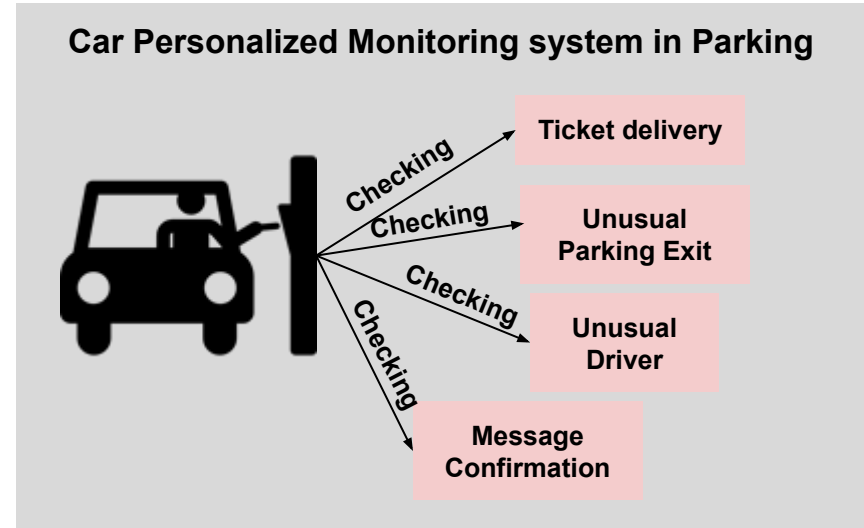 Car Personalized Monitoring system in Parking
Checking
Ticket delivery
Checking
Unusual
Parking Exit
Checking
Unusual
Driver
Checking
Message
Confirmation